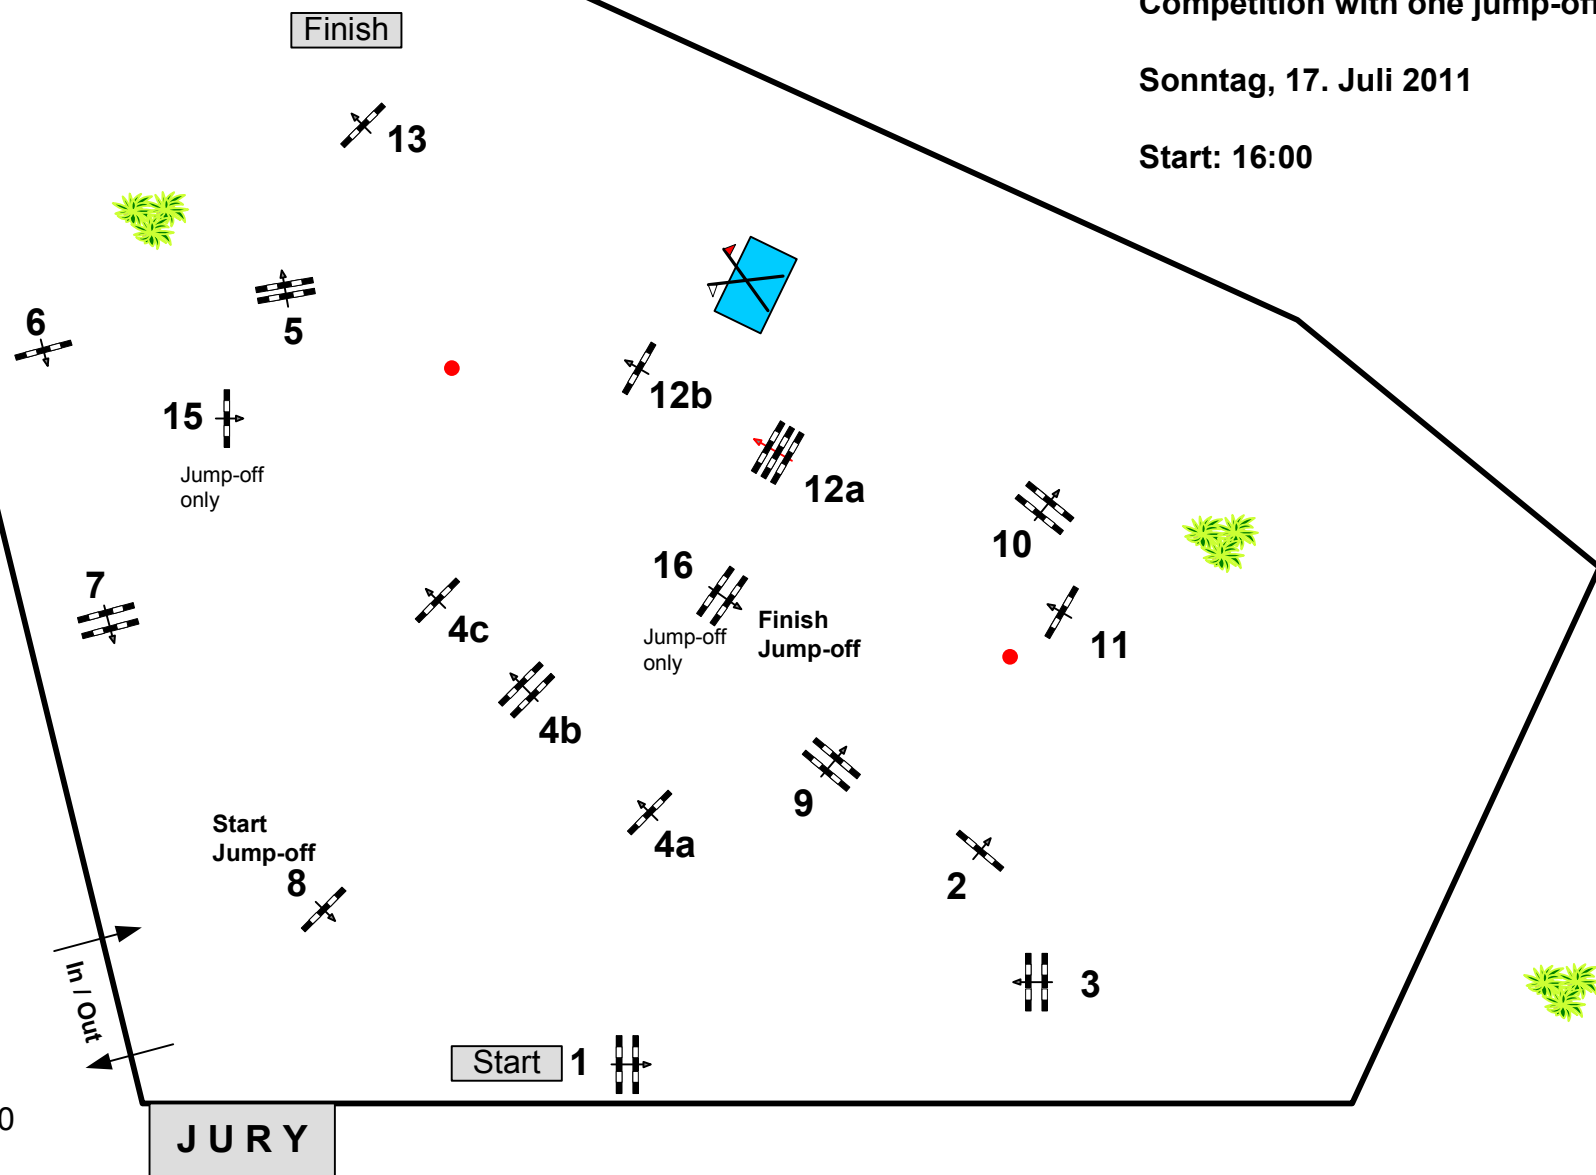 Competition with one jump-off
Sonntag, 17. Juli 2011
Start: 16:00
Finish
13
6
5
15
Jump-off
only
12b
12a
10
7
4c
16
Jump-off
only
Finish
Jump-off
11
4b
9
4a
2
Start
Jump-off
8
In / Out
3
Start
1
0
J U R Y